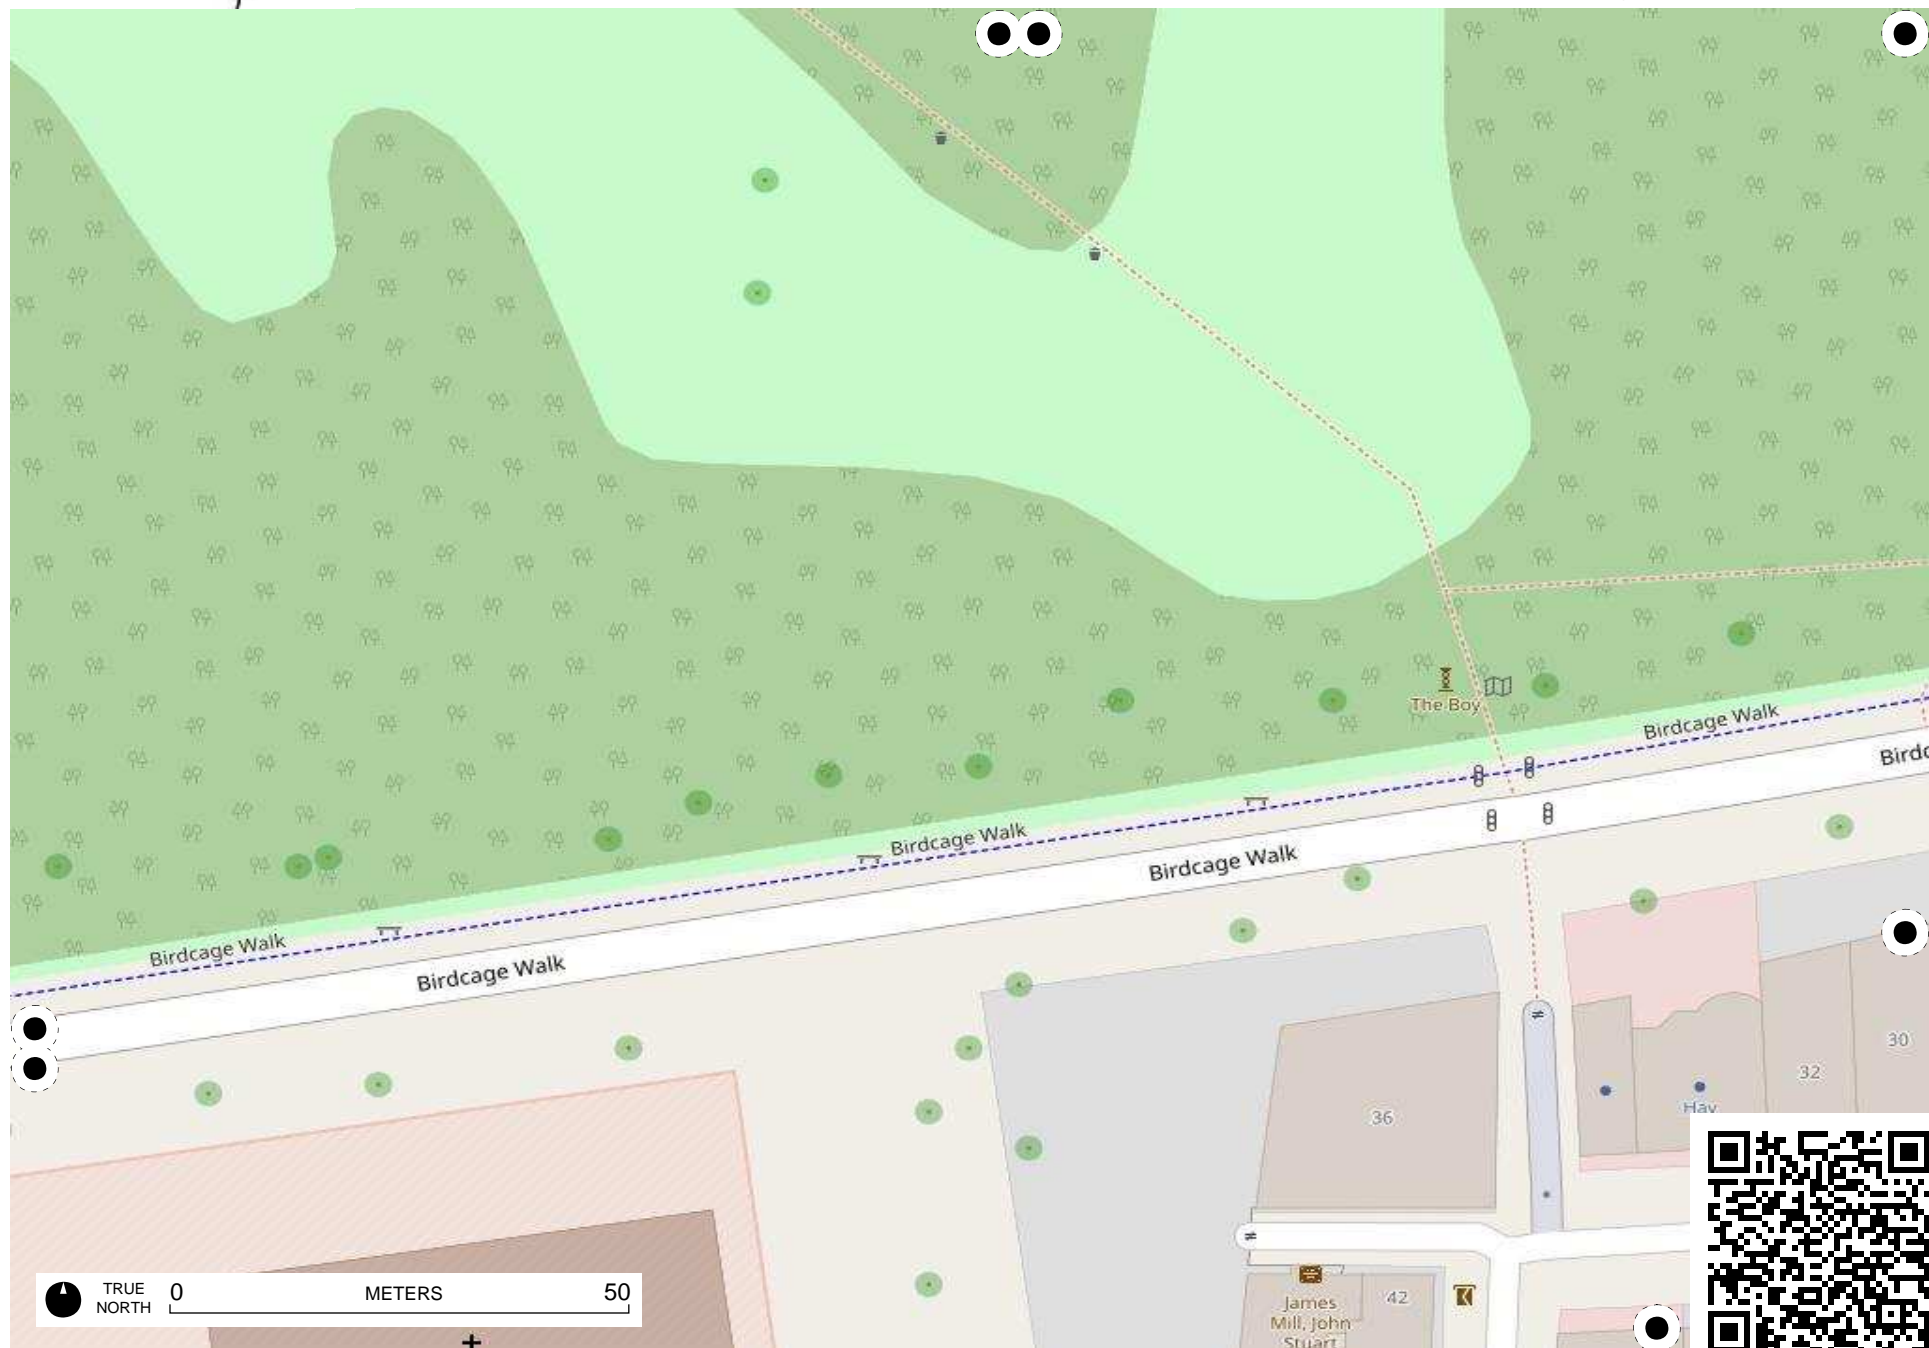 The Boy
Birdcage Walk
Birdc
Birdcage Walk
Birdcage Walk
Birdcage Walk
Birdcage Walk
30
32
Hay
36
TRUE
NORTH
0
METERS
50
James
Mill, John
Stuart
42